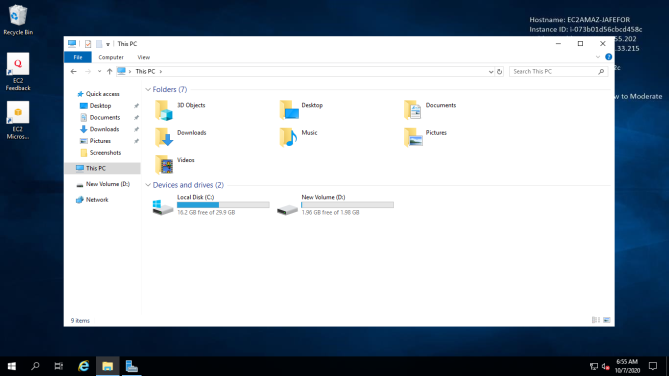 Recycle Bin
EC2
Feedback
EC2
Micros...
Hostname: EC2AMAZ-JAFEFOR
Instance ID: i-073b01d56cbcd458c
55.202
33.215
2c
w to Moderate
This PC
File
Computer
View
This PC
Search This PC
Quick access
Desktop
Documents
Downloads
Pictures
Screenshots
This PC
New Volume (D:)
Network
Folders (7)
3D Objects
Desktop
Documents
Downloads
Music
Pictures
Videos
Devices and drives (2)
Local Disk (C:)
16.2 GB free of 29.9 GB
New Volume (D:)
1.96 GB free of 1.98 GB
9 items
6:55 AM
10/7/2020